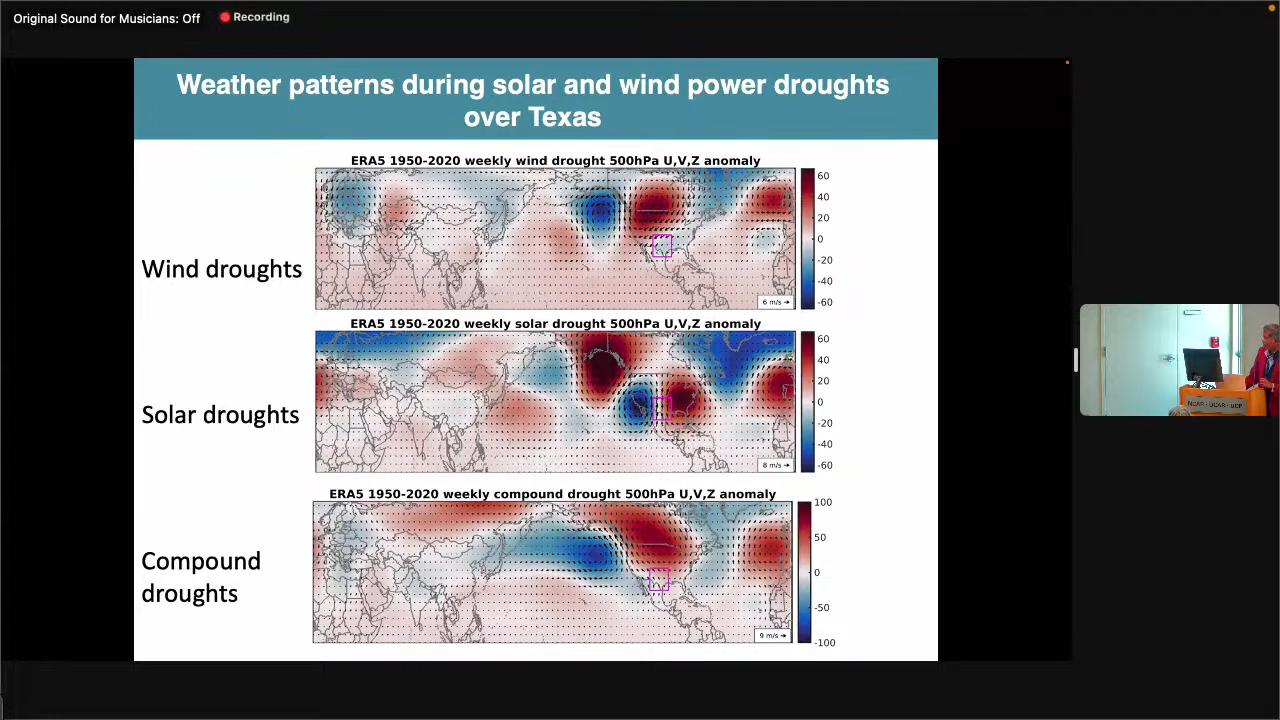 Original Sound for Musicians: Off
Recording
Weather patterns during solar and wind power droughts
over Texas
ERA5 1950-2020 weekly wind drought 500hPa U,V,Z anomaly
60
40
20
0
-20
-40
-60
6 m/s ➔
Wind droughts
ERA5 1950-2020 weekly solar drought 500hPa U,V,Z anomaly
60
40
20
0
-20
-40
-60
8 m/s ➔
Solar droughts
NCAR - UCAR - UCP
ERA5 1950-2020 weekly compound drought 500hPa U,V,Z anomaly
100
50
0
-50
-100
9 m/s ➔
Compound
droughts